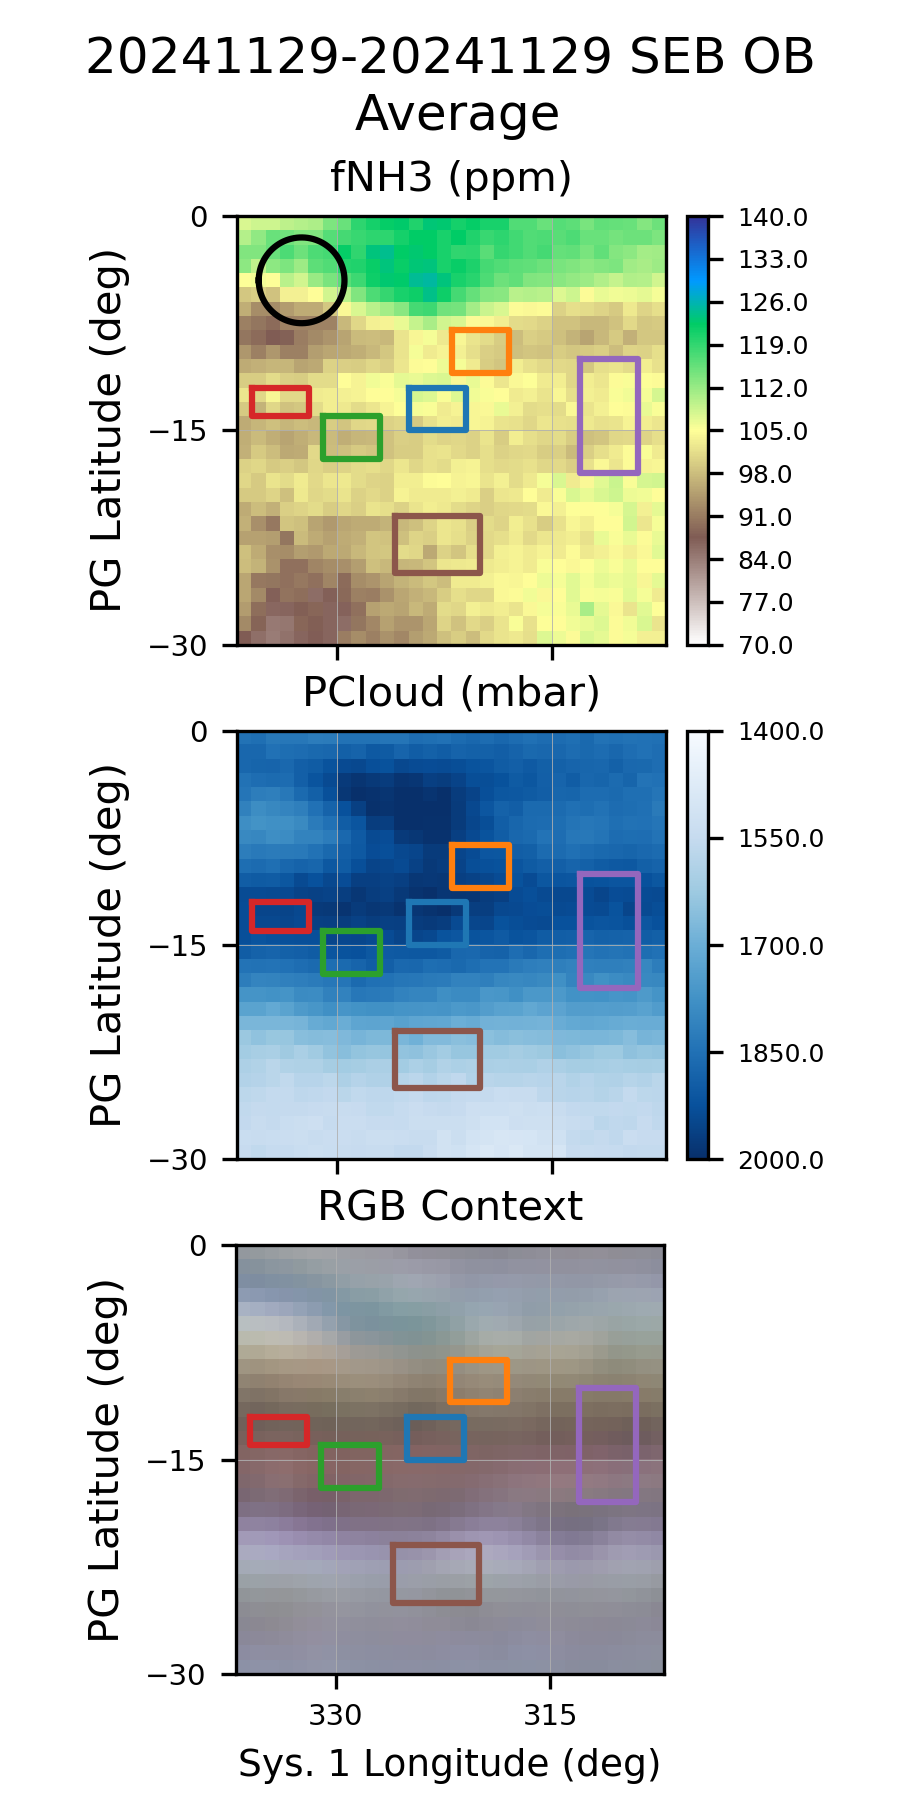 20241129-20241129 SEB OB
Average
fNH3 (ppm)
0
−15
−30
PG Latitude (deg)
140.0
133.0
126.0
119.0
112.0
105.0
98.0
91.0
84.0
77.0
70.0
PCloud (mbar)
0
−15
−30
PG Latitude (deg)
1400.0
1550.0
1700.0
1850.0
2000.0
RGB Context
0
−15
−30
PG Latitude (deg)
330 315
Sys. 1 Longitude (deg)